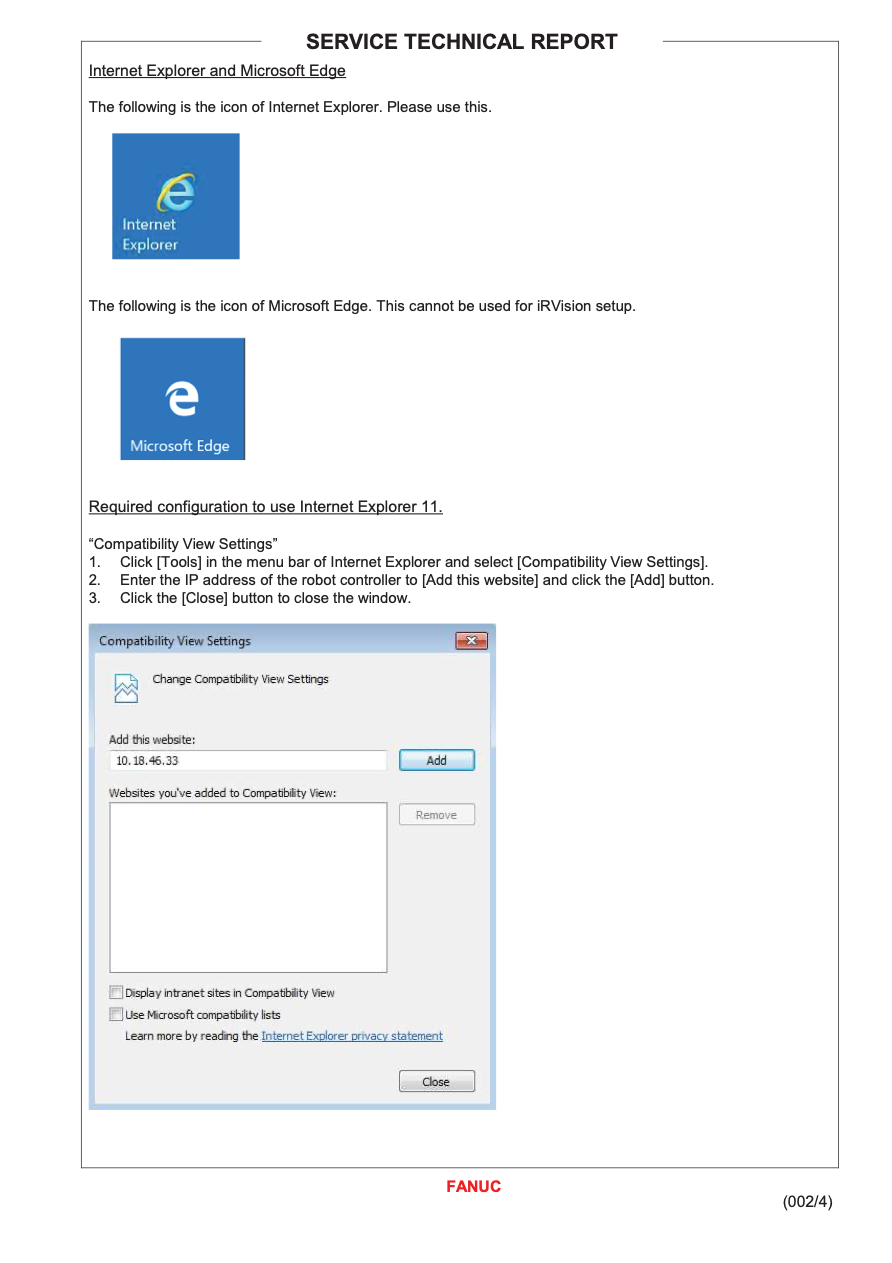 SERVICE TECHNICAL REPORT
Internet Explorer and Microsoft Edge
The following is the icon of Internet Explorer. Please use this.
Internet
Explorer
The following is the icon of Microsoft Edge. This cannot be used for iRVision setup.
Microsoft Edge
Required configuration to use Internet Explorer 11.
“Compatibility View Settings”
1. Click [Tools] in the menu bar of Internet Explorer and select [Compatibility View Settings].
2. Enter the IP address of the robot controller to [Add this website] and click the [Add] button.
3. Click the [Close] button to close the window.
Compatibility View Settings
Change Compatibility View Settings
Add this website:
10.18.46.33
Add
Websites you've added to Compatibility View:
Remove
Display intranet sites in Compatibility View
Use Microsoft compatibility lists
Learn more by reading the Internet Explorer privacy statement
Close
FANUC
(002/4)